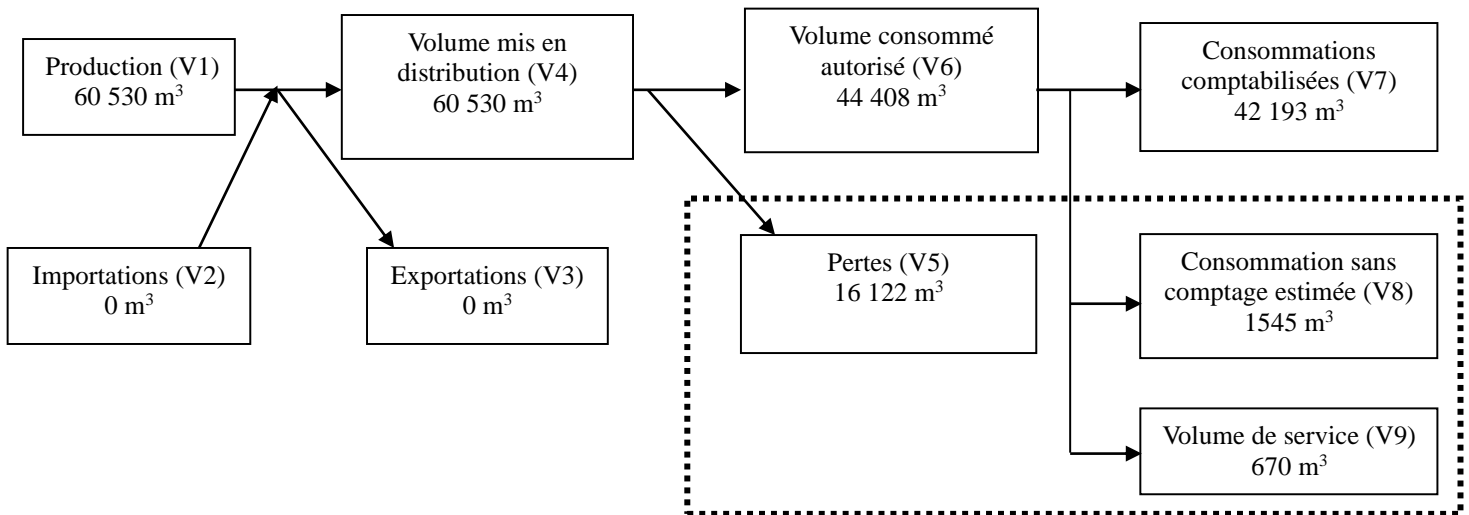 Production (V1)
60 530 m³
Volume mis en
distribution (V4)
60 530 m³
Volume consommé
autorisé (V6)
44 408 m³
Consommations
comptabilisées (V7)
42 193 m³
Importations (V2)
0 m³
Exportations (V3)
0 m³
Pertes (V5)
16 122 m³
Consommation sans
comptage estimée (V8)
1545 m³
Volume de service (V9)
670 m³